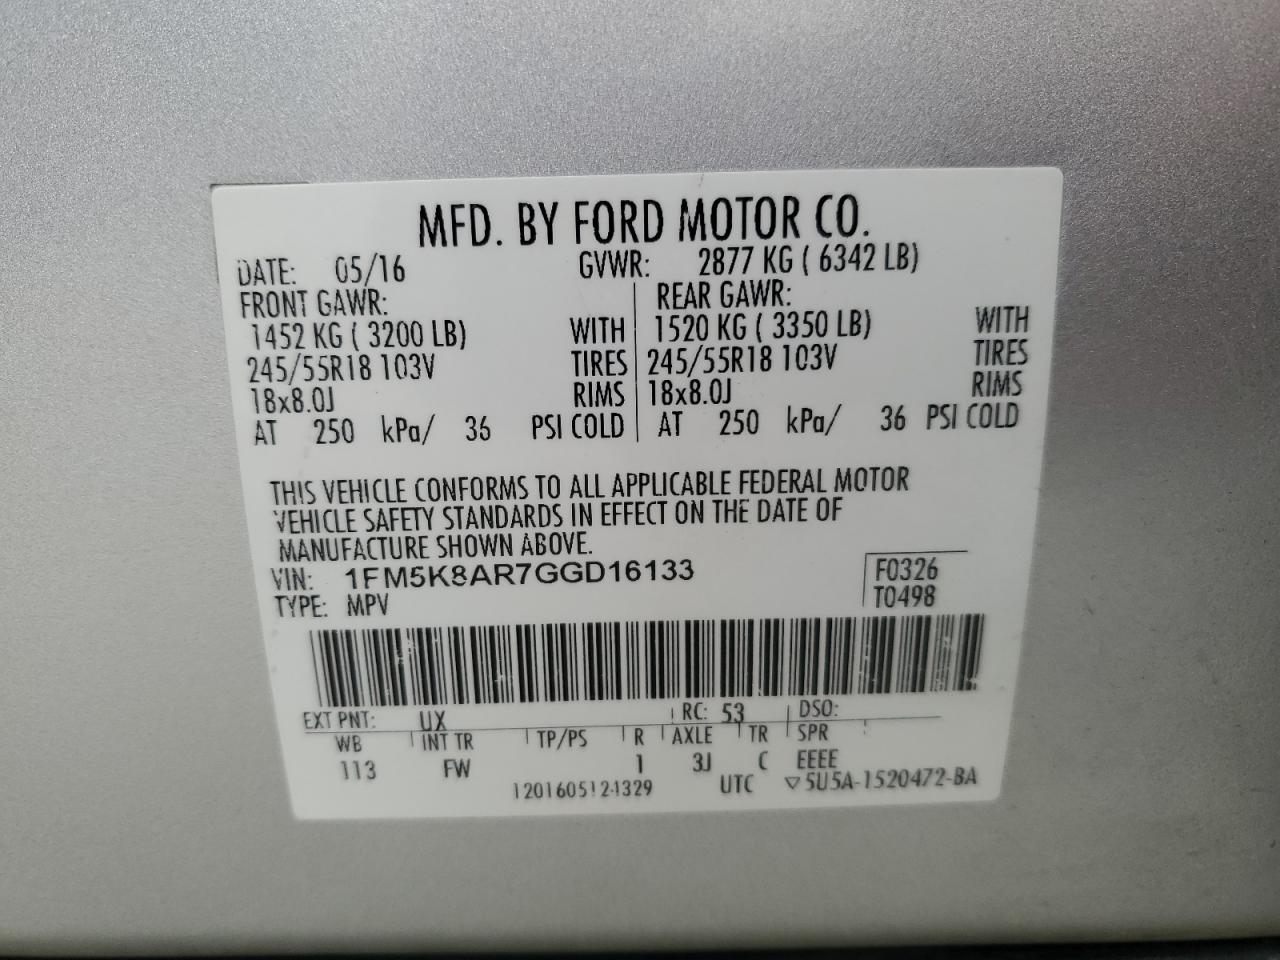 MFD. BY FORD MOTOR CO.
DATE: 05/16 GVWR: 2877 KG ( 6342 LB)
FRONT GAWR: REAR GAWR:
1452 KG ( 3200 LB) WITH 1520 KG ( 3350 LB) WITH
245/55R18 103V TIRES 245/55R18 103V TIRES
18x8.0J RIMS 18x8.0J RIMS
AT 250 kPa/ 36 PSI COLD AT 250 kPa/ 36 PSI COLD
THIS VEHICLE CONFORMS TO ALL APPLICABLE FEDERAL MOTOR
VEHICLE SAFETY STANDARDS IN EFFECT ON THE DATE OF
MANUFACTURE SHOWN ABOVE.
VIN: 1FM5K8AR7GGD16133 F0326
TYPE: MPV T0498
EXT PNT: UX RC: 53 DSO:
WB INT TR TP/PS R AXLE TR SPR
113 FW 1 3J C EEEE
UTC ▽5U5A-1520472-BA